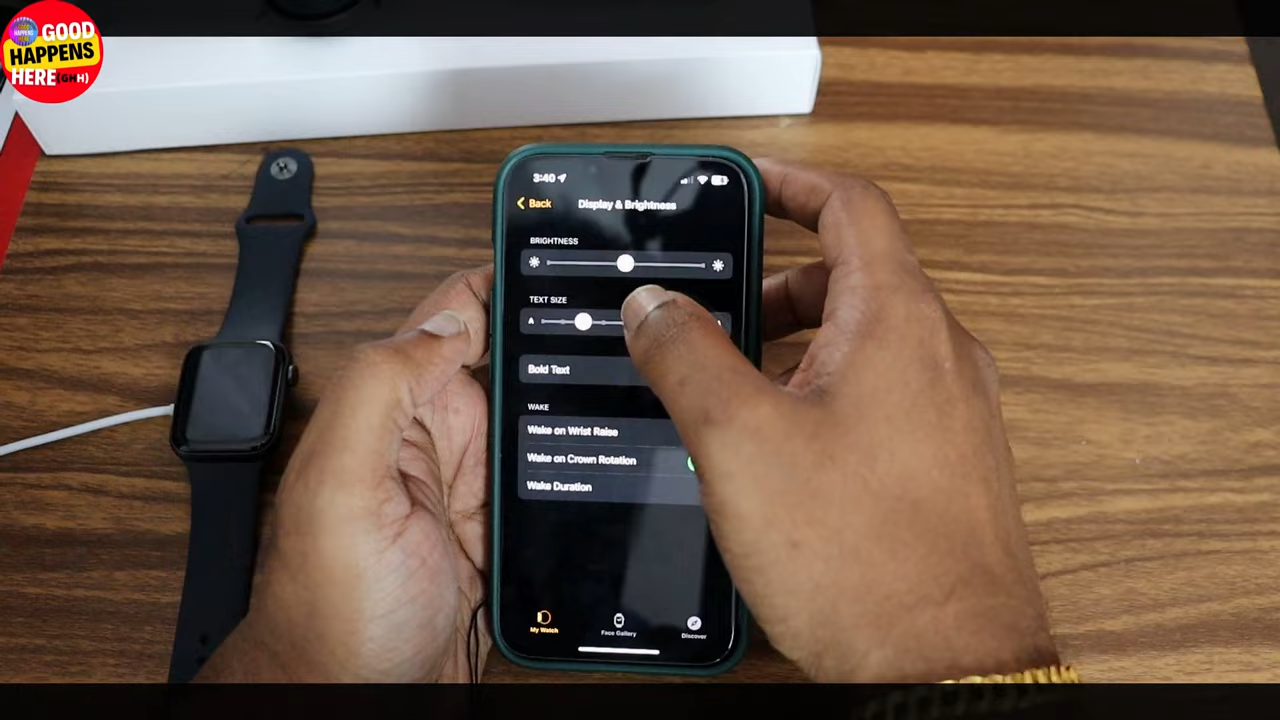 GOOD
HAPPENS
HERE(GHH)
3:40
Back
Display & Brightness
BRIGHTNESS
TEXT SIZE
A
Bold Text
WAKE
Wake on Wrist Raise
Wake on Crown Rotation
Wake Duration
My Watch
Face Gallery
Discover